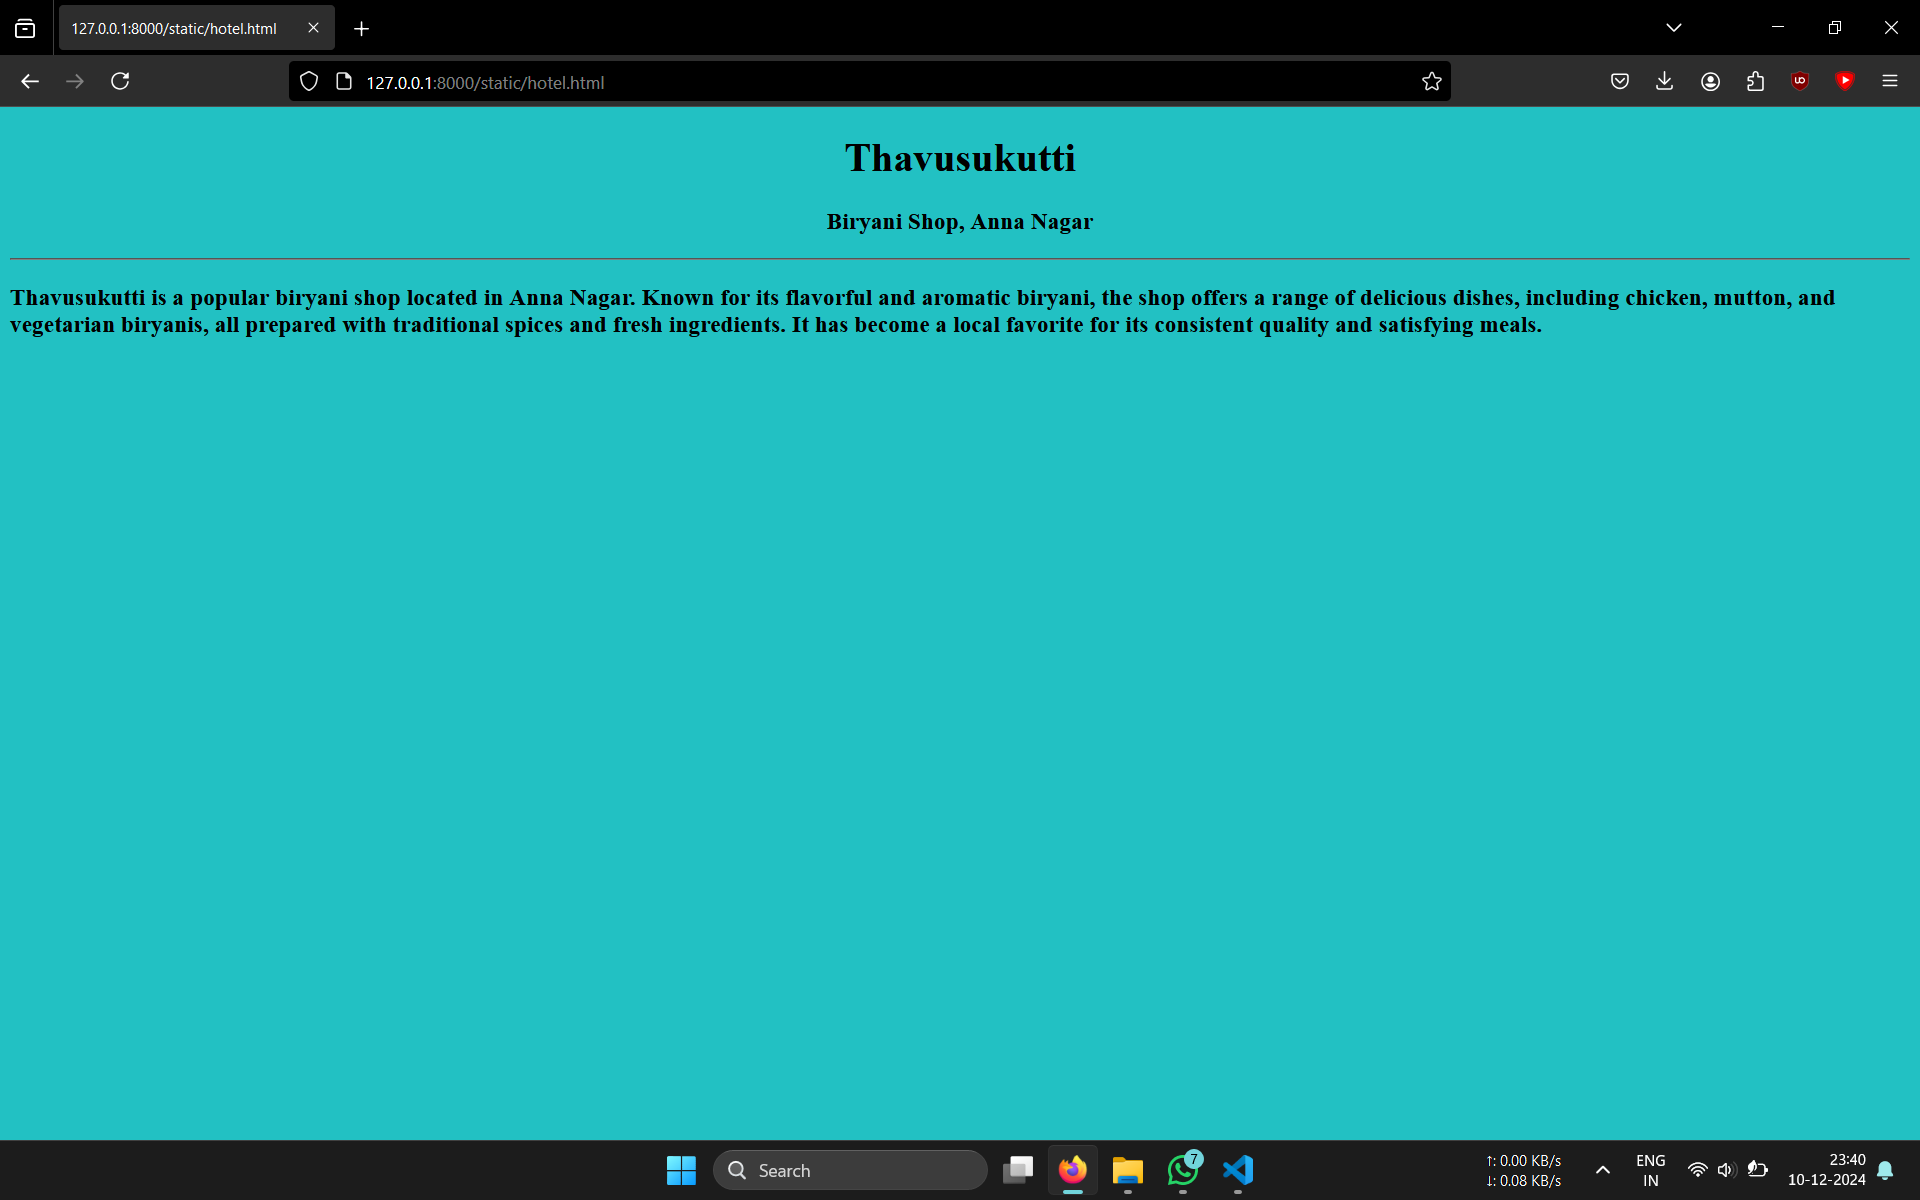 127.0.0.1:8000/static/hotel.html
127.0.0.1:8000/static/hotel.html
Thavusukutti
Biryani Shop, Anna Nagar
Thavusukutti is a popular biryani shop located in Anna Nagar. Known for its flavorful and aromatic biryani, the shop offers a range of delicious dishes, including chicken, mutton, and
vegetarian biryanis, all prepared with traditional spices and fresh ingredients. It has become a local favorite for its consistent quality and satisfying meals.
Search
7
↑: 0.00 KB/s
↓: 0.08 KB/s
ENG
IN
23:40
10-12-2024